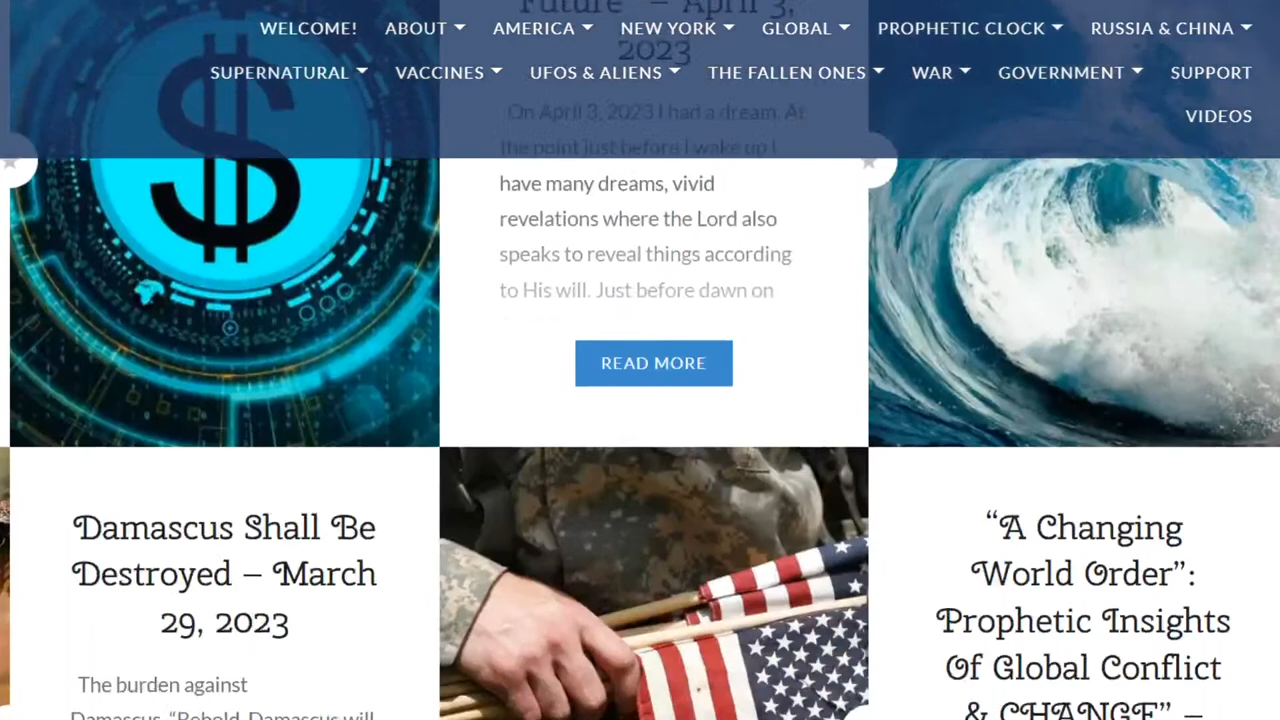 WELCOME! ABOUT AMERICA NEW YORK GLOBAL PROPHETIC CLOCK RUSSIA & CHINA
SUPERNATURAL VACCINES UFOS & ALIENS THE FALLEN ONES WAR GOVERNMENT SUPPORT
VIDEOS
Future" – April 3,
2023
On April 3, 2023 I had a dream. At
the point just before I wake up I
have many dreams, vivid
revelations where the Lord also
speaks to reveal things according
to His will. Just before dawn on
READ MORE
Damascus Shall Be
Destroyed – March
29, 2023
The burden against
Damascus. “Behold, Damascus will
“A Changing
World Order”:
Prophetic Insights
Of Global Conflict
& CHANGE” –